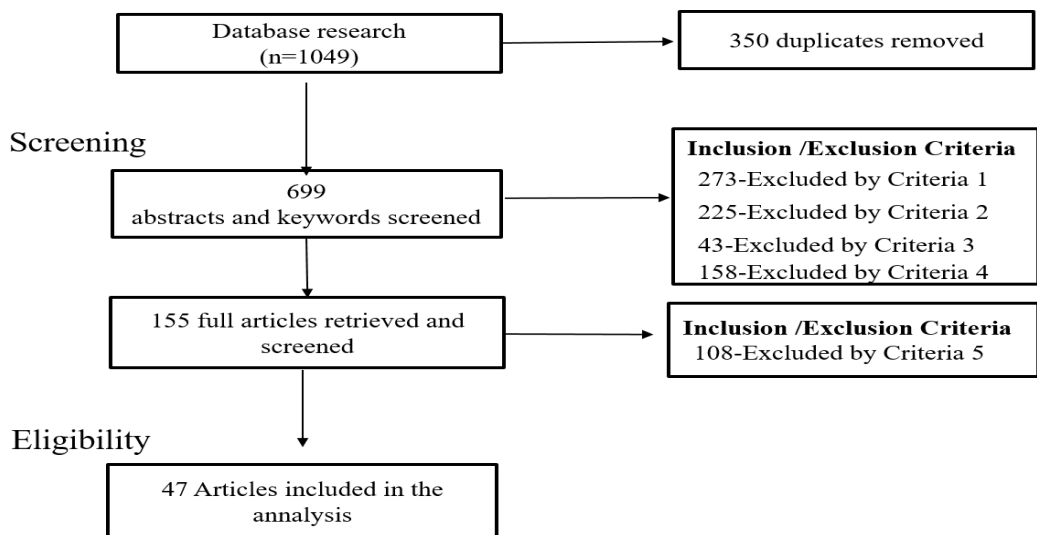 Database research
(n=1049)
350 duplicates removed
Screening
699
abstracts and keywords screened
Inclusion /Exclusion Criteria
273-Excluded by Criteria 1
225-Excluded by Criteria 2
43-Excluded by Criteria 3
158-Excluded by Criteria 4
155 full articles retrieved and
screened
Inclusion /Exclusion Criteria
108-Excluded by Criteria 5
Eligibility
47 Articles included in the
annalysis